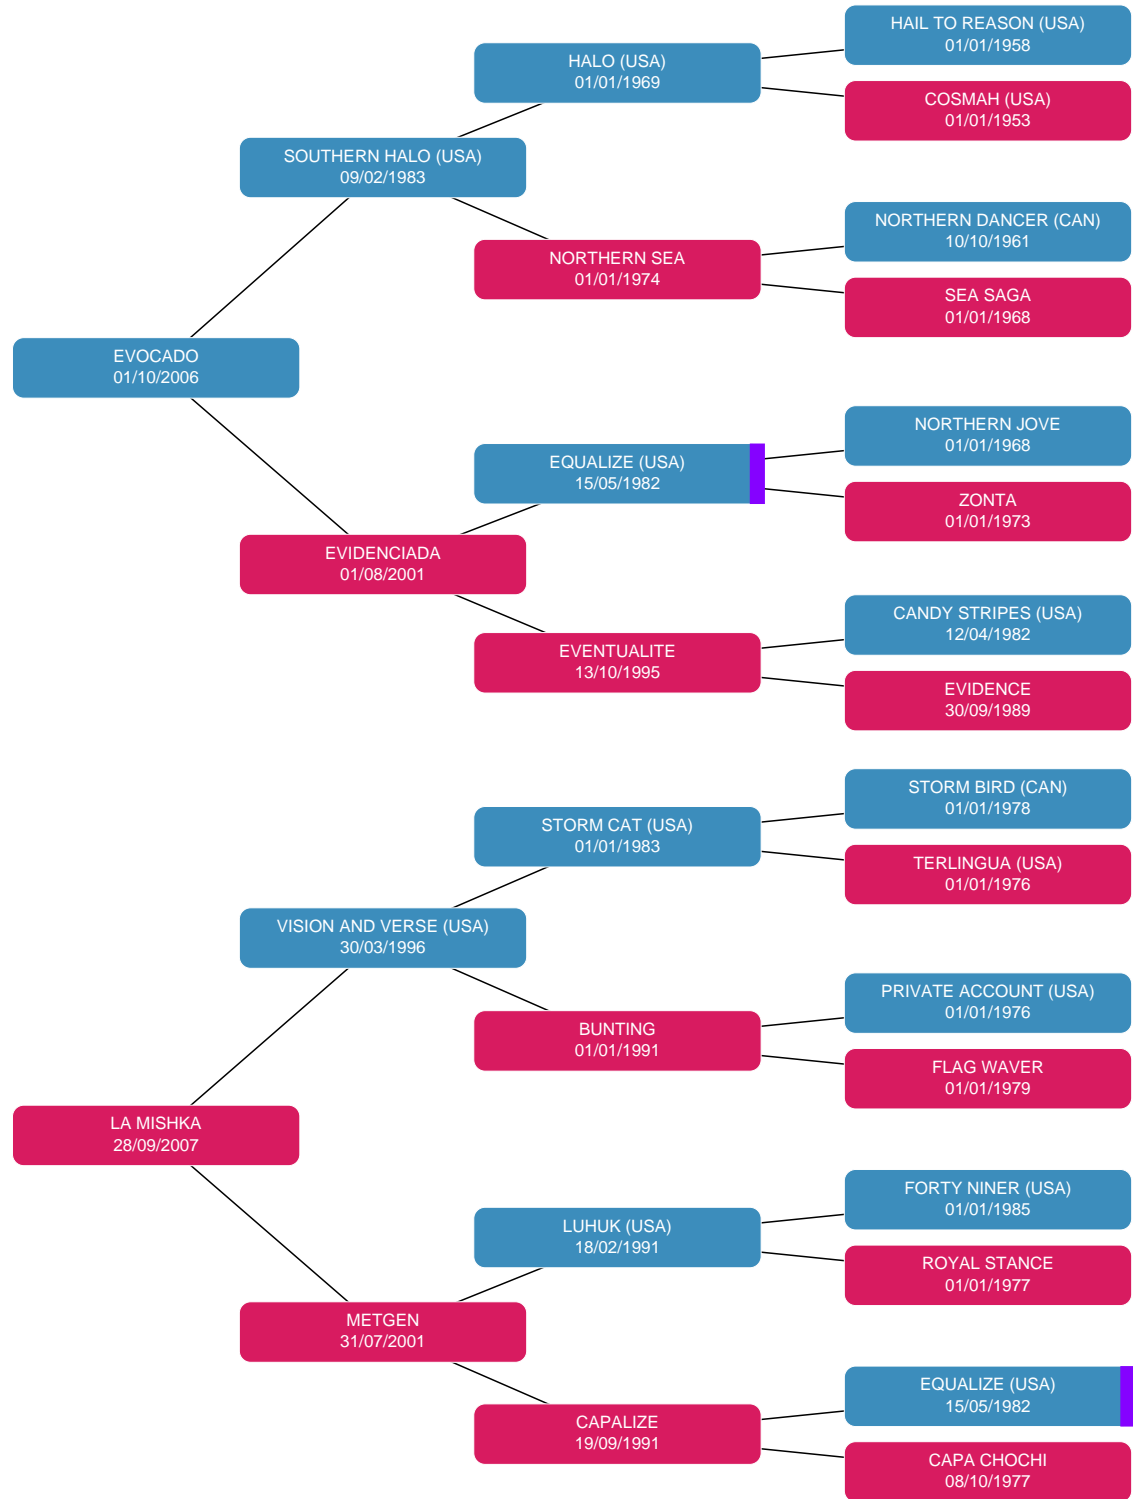 HAIL TO REASON (USA)
01/01/1958
HALO (USA)
01/01/1969
COSMAH (USA)
01/01/1953
SOUTHERN HALO (USA)
09/02/1983
NORTHERN DANCER (CAN)
10/10/1961
NORTHERN SEA
01/01/1974
SEA SAGA
01/01/1968
EVOCADO
01/10/2006
NORTHERN JOVE
01/01/1968
EQUALIZE (USA)
15/05/1982
ZONTA
01/01/1973
EVIDENCIADA
01/08/2001
CANDY STRIPES (USA)
12/04/1982
EVENTUALITE
13/10/1995
EVIDENCE
30/09/1989
STORM BIRD (CAN)
01/01/1978
STORM CAT (USA)
01/01/1983
TERLINGUA (USA)
01/01/1976
VISION AND VERSE (USA)
30/03/1996
PRIVATE ACCOUNT (USA)
01/01/1976
BUNTING
01/01/1991
FLAG WAVER
01/01/1979
LA MISHKA
28/09/2007
FORTY NINER (USA)
01/01/1985
LUHUK (USA)
18/02/1991
ROYAL STANCE
01/01/1977
METGEN
31/07/2001
EQUALIZE (USA)
15/05/1982
CAPALIZE
19/09/1991
CAPA CHOCHI
08/10/1977